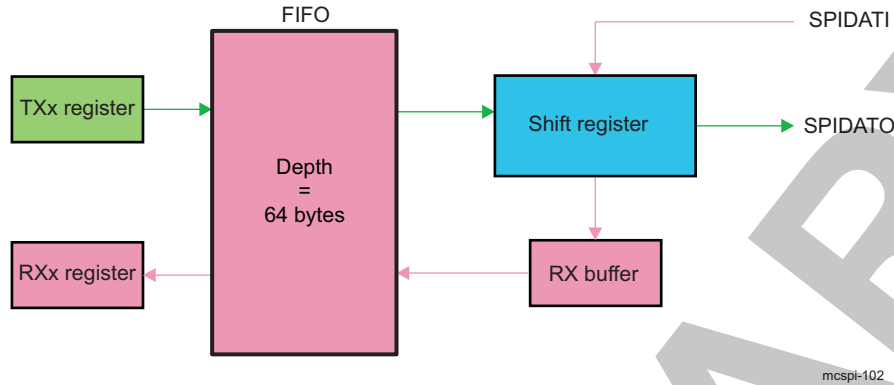 FIFO
SPIDATI
TXx register
Shift register
SPIDATO
Depth
=
64 bytes
RXx register
RX buffer
mcspi-102